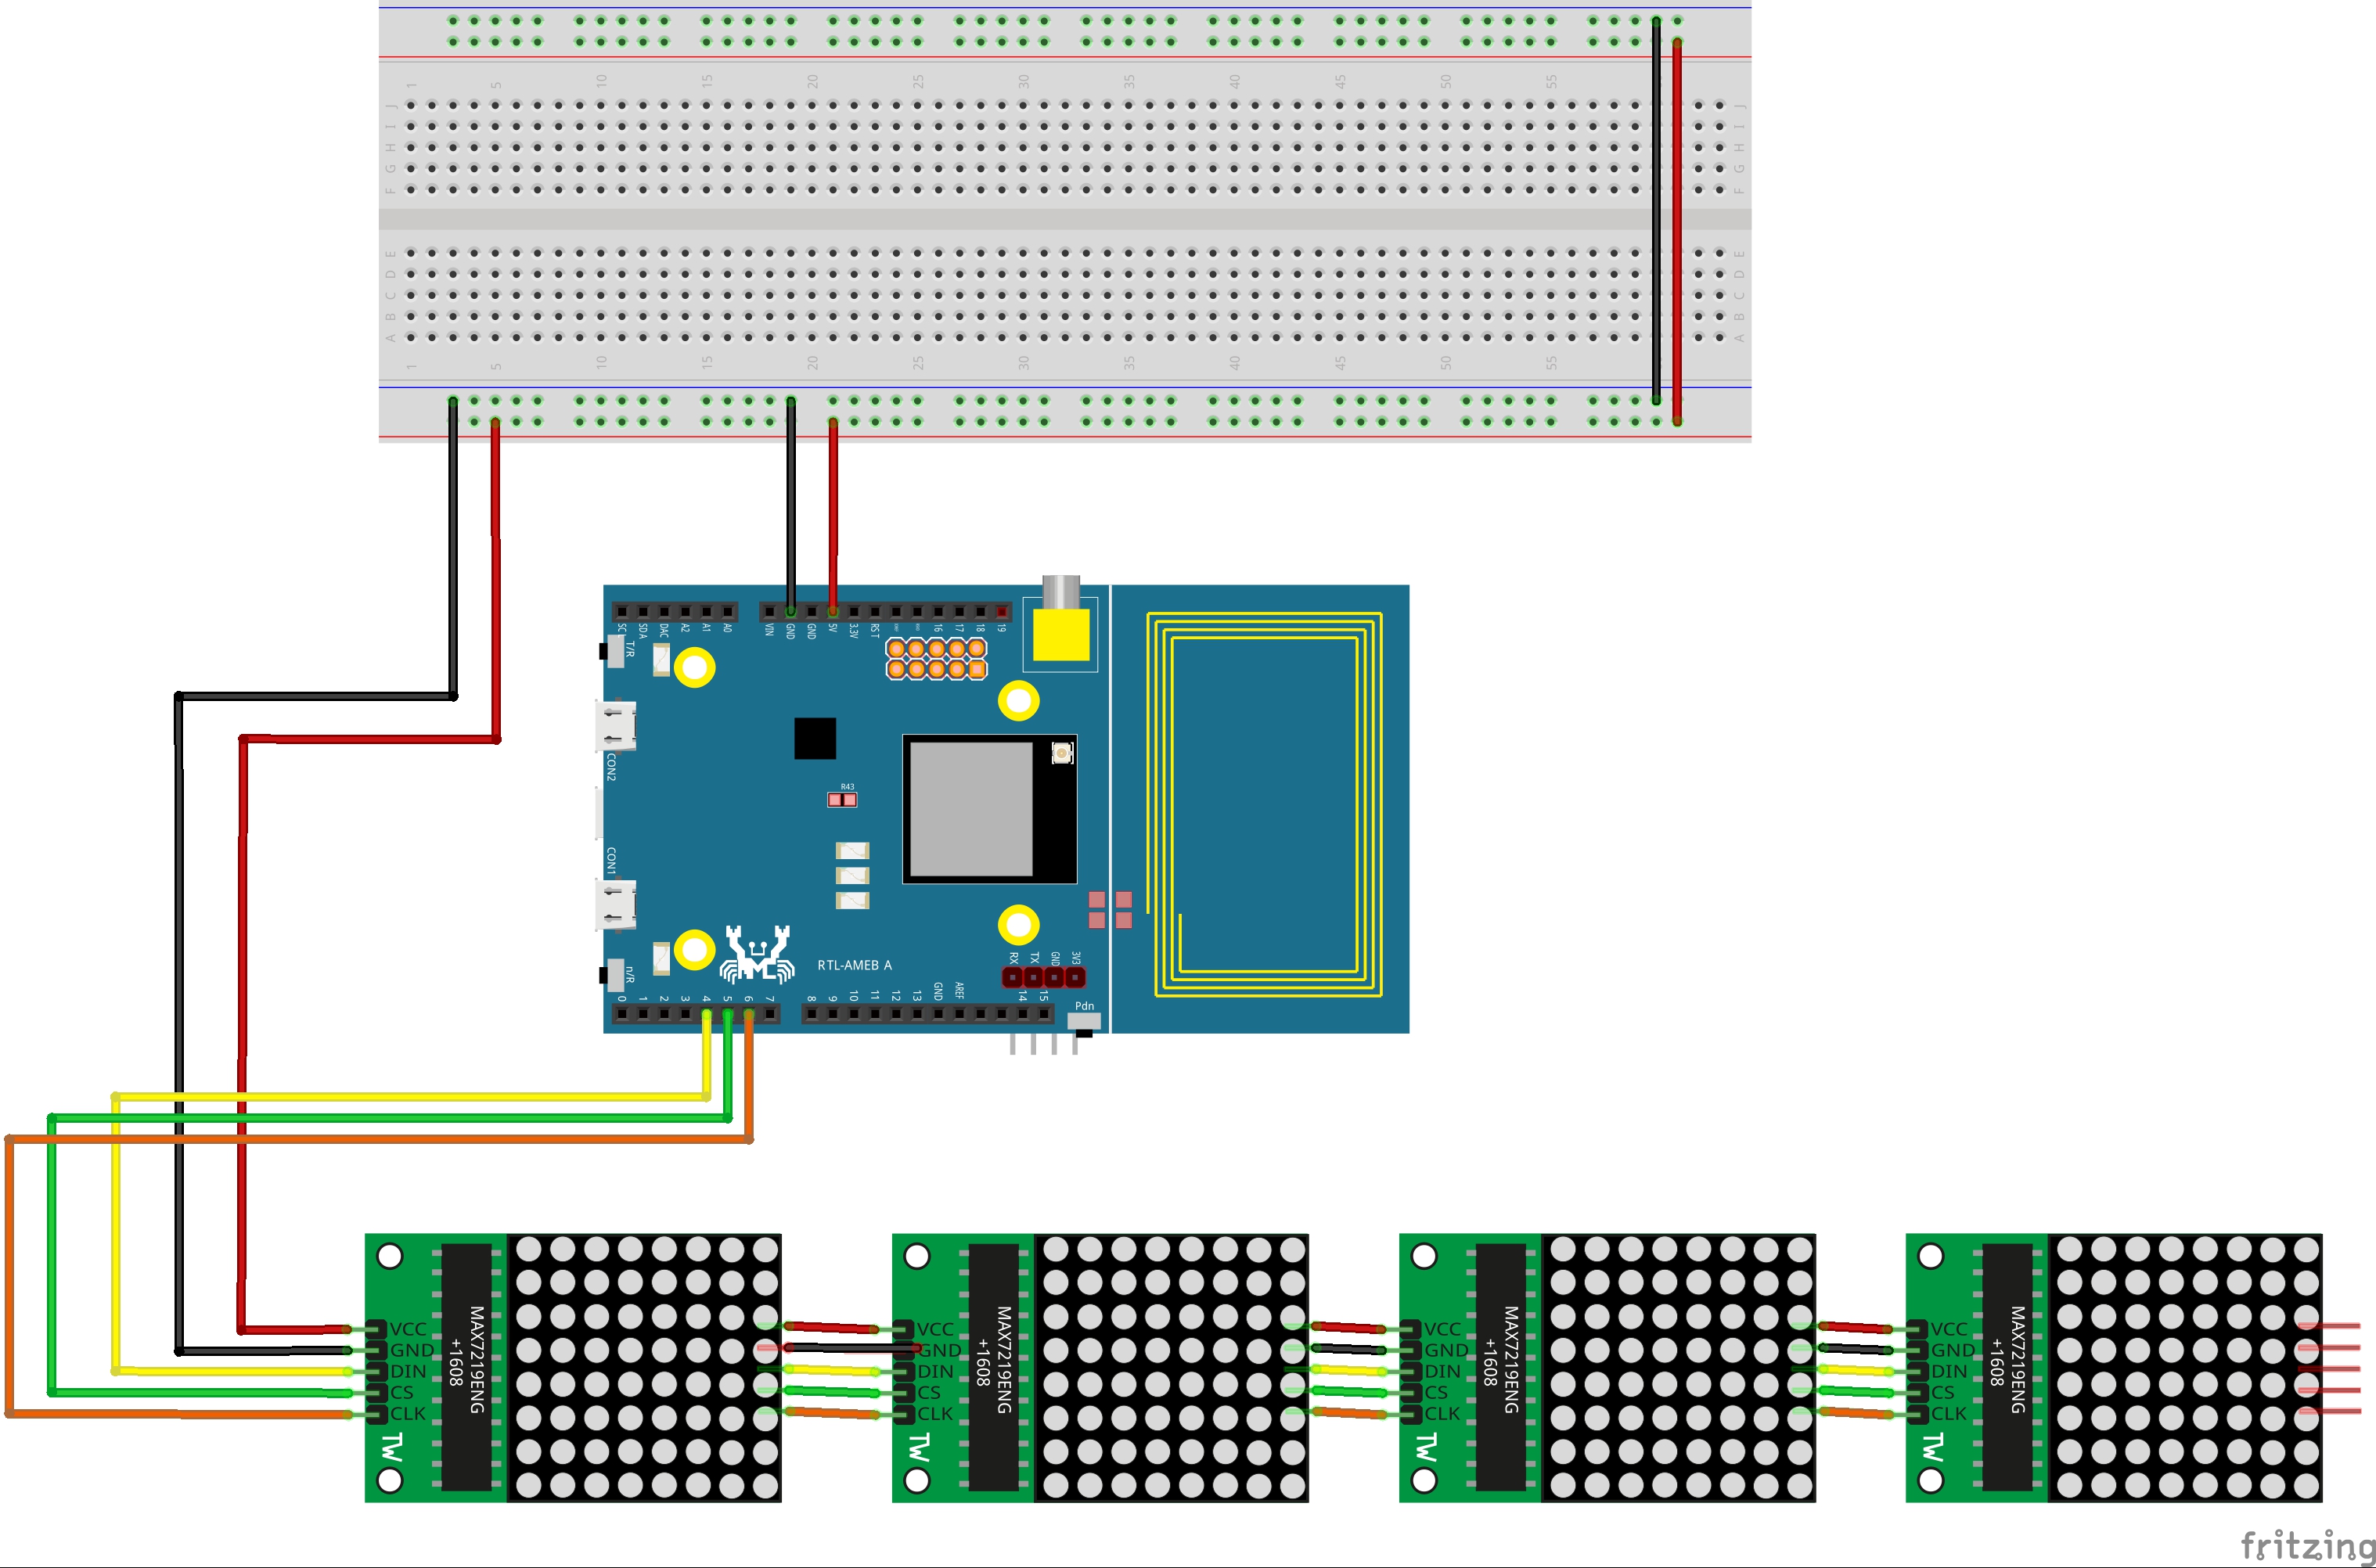 1 5 10 15 20 25 30 35 40 45 50 55
J J
I I
H H
G G
F F
E E
D D
C C
B B
A A
1 5 10 15 20 25 30 35 40 45 50 55
SCL SDA DAC A2 A1 A0 VIN GND GND 5V 3.3V RST 16 17 18 19
T/R
CON2
R43
CON1
RTL-AMEB A
RX TX GND 3V3
n/R
0 1 2 3 4 5 6 7 8 9 10 11 12 13 GND AREF 14 15
Pdn
VCC
GND
DIN
CS
CLK
TW
MAX7219ENG
+1608
VCC
GND
DIN
CS
CLK
TW
MAX7219ENG
+1608
VCC
GND
DIN
CS
CLK
TW
MAX7219ENG
+1608
VCC
GND
DIN
CS
CLK
TW
MAX7219ENG
+1608
fritzing